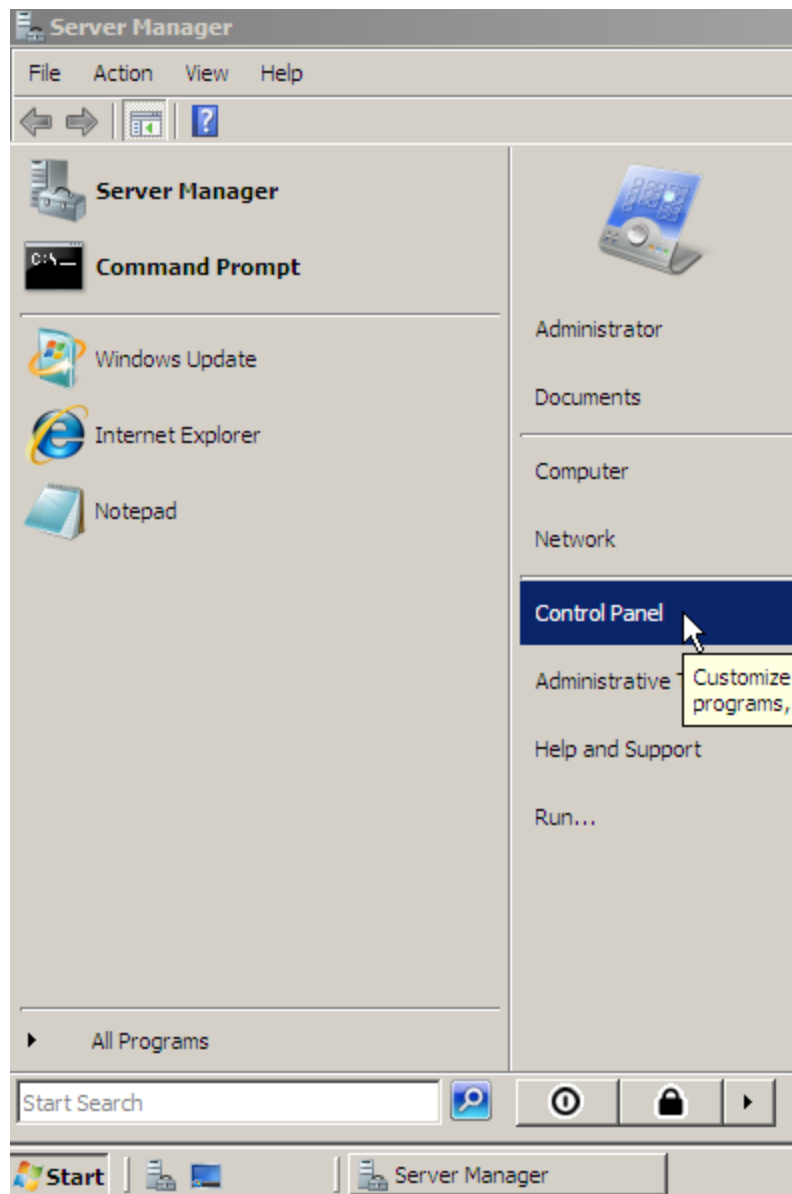 Server Manager
File Action View Help
Server Manager
Command Prompt
Windows Update
Internet Explorer
Notepad
Administrator
Documents
Computer
Network
Control Panel
Administrative
Customize
programs,
Help and Support
Run...
All Programs
Start Search
Start
Server Manager